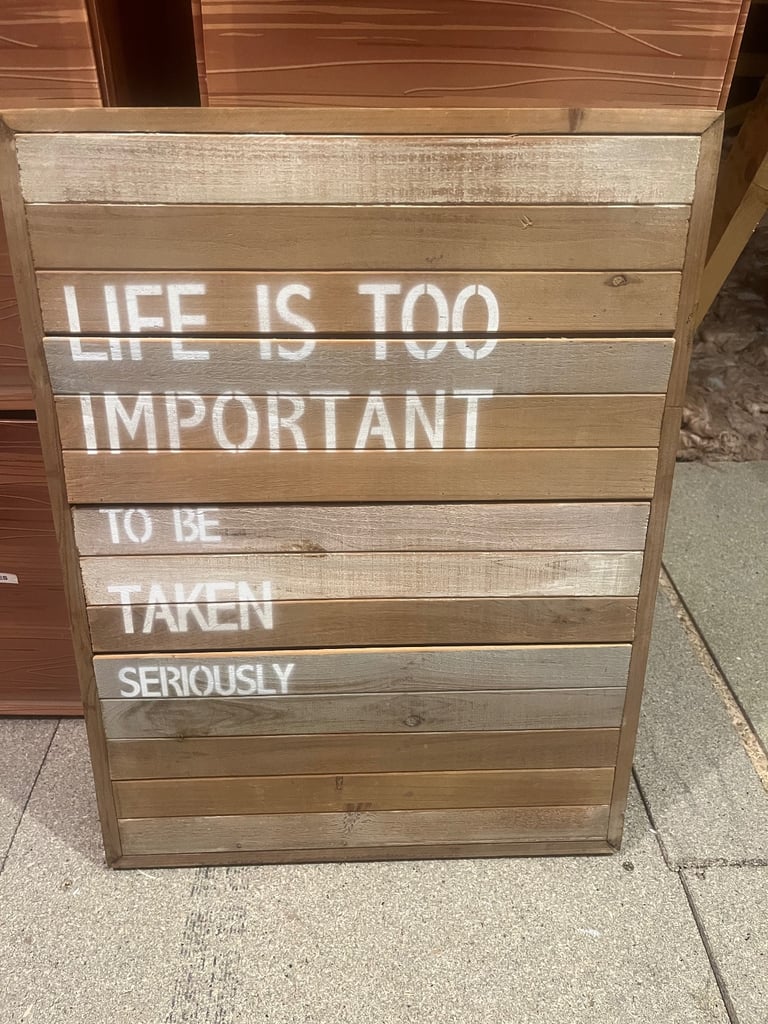 LIFE IS TOO
IMPORTANT
TO BE
TAKEN
SERIOUSLY